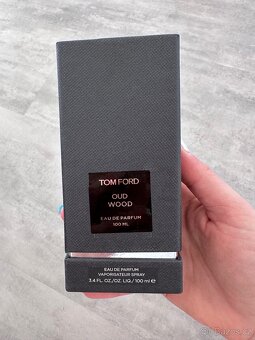 TOM FORD
OUD
WOOD
EAU DE PARFUM
100 ML
EAU DE PARFUM
VAPORISATEUR SPRAY
3.4 FL. OZ./OZ. LIQ./100 ml ℮